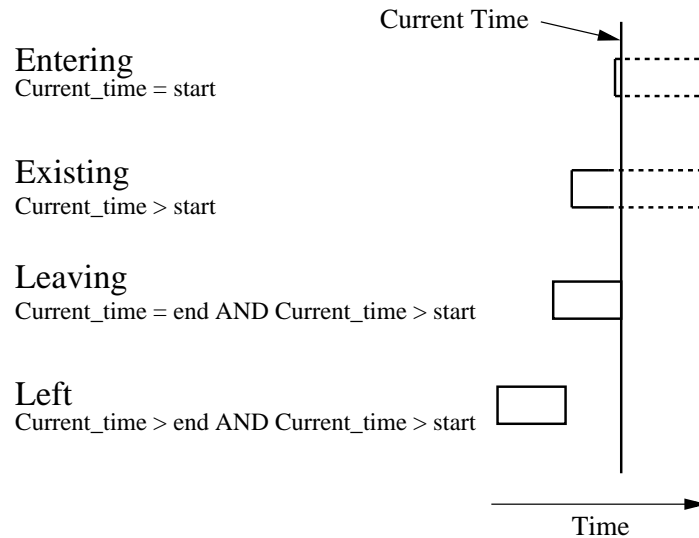 Current Time
Entering
Current_time = start
Existing
Current_time > start
Leaving
Current_time = end AND Current_time > start
Left
Current_time > end AND Current_time > start
Time